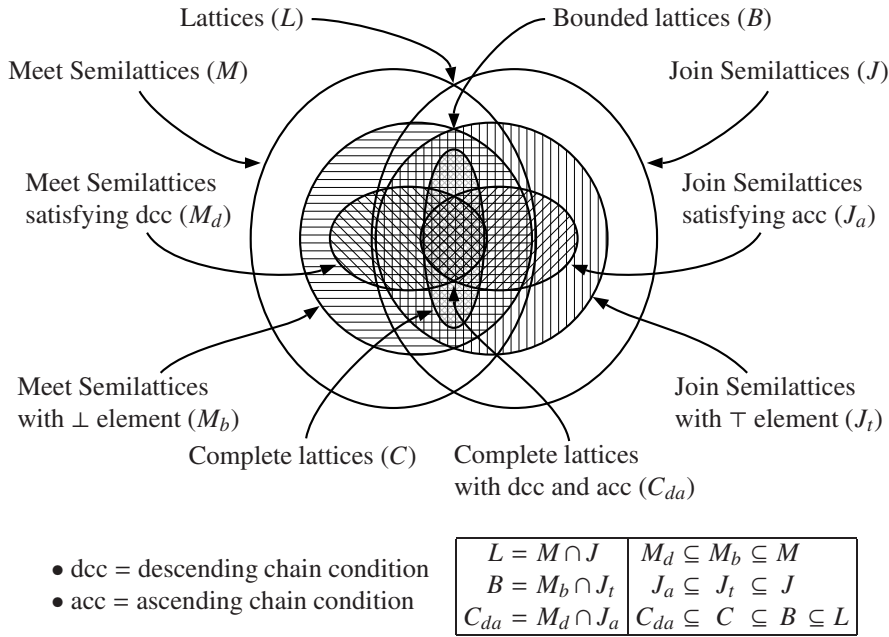 Lattices (L)
Bounded lattices (B)
Meet Semilattices (M)
Join Semilattices (J)
Meet Semilattices
satisfying dcc (M_d)
Join Semilattices
satisfying acc (J_a)
Meet Semilattices
with ⊥ element (M_b)
Join Semilattices
with ⊤ element (J_t)
Complete lattices (C)
Complete lattices
with dcc and acc (C_da)
• dcc = descending chain condition
• acc = ascending chain condition
L = M ∩ J
M_d ⊆ M_b ⊆ M
B = M_b ∩ J_t
J_a ⊆ J_t ⊆ J
C_da = M_d ∩ J_a
C_da ⊆ C ⊆ B ⊆ L